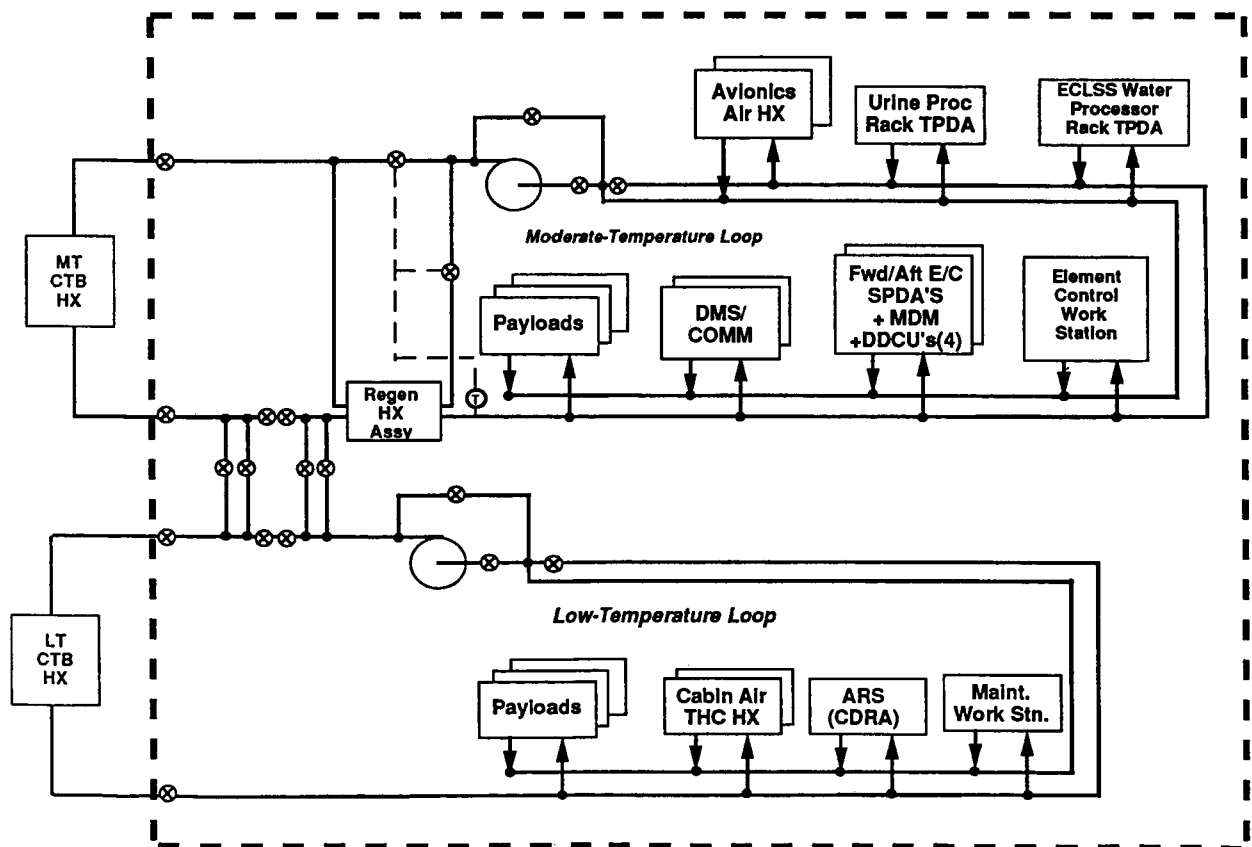 Avionics
Air HX
Urine Proc
Rack TPDA
ECLSS Water
Processor
Rack TPDA
Moderate-Temperature Loop
MT
CTB
HX
Payloads
DMS/
COMM
Fwd/Aft E/C
SPDA'S
+ MDM
+DDCU's(4)
Element
Control
Work
Station
T
Regen
HX
Assy
Low-Temperature Loop
LT
CTB
HX
Payloads
Cabin Air
THC HX
ARS
(CDRA)
Maint.
Work Stn.